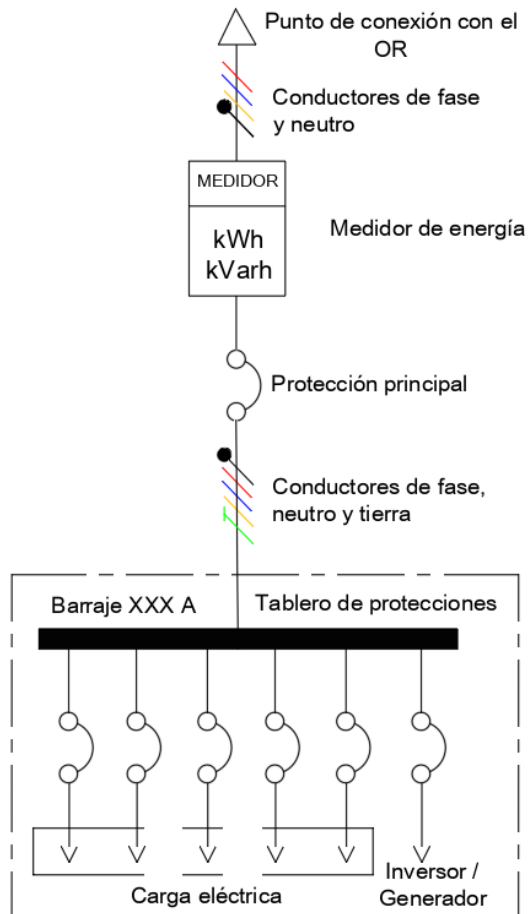 Punto de conexión con el
OR
Conductores de fase
y neutro
MEDIDOR
kWh
kVarh
Medidor de energía
Protección principal
Conductores de fase,
neutro y tierra
Barraje XXX A
Tablero de protecciones
Carga eléctrica
Inversor /
Generador